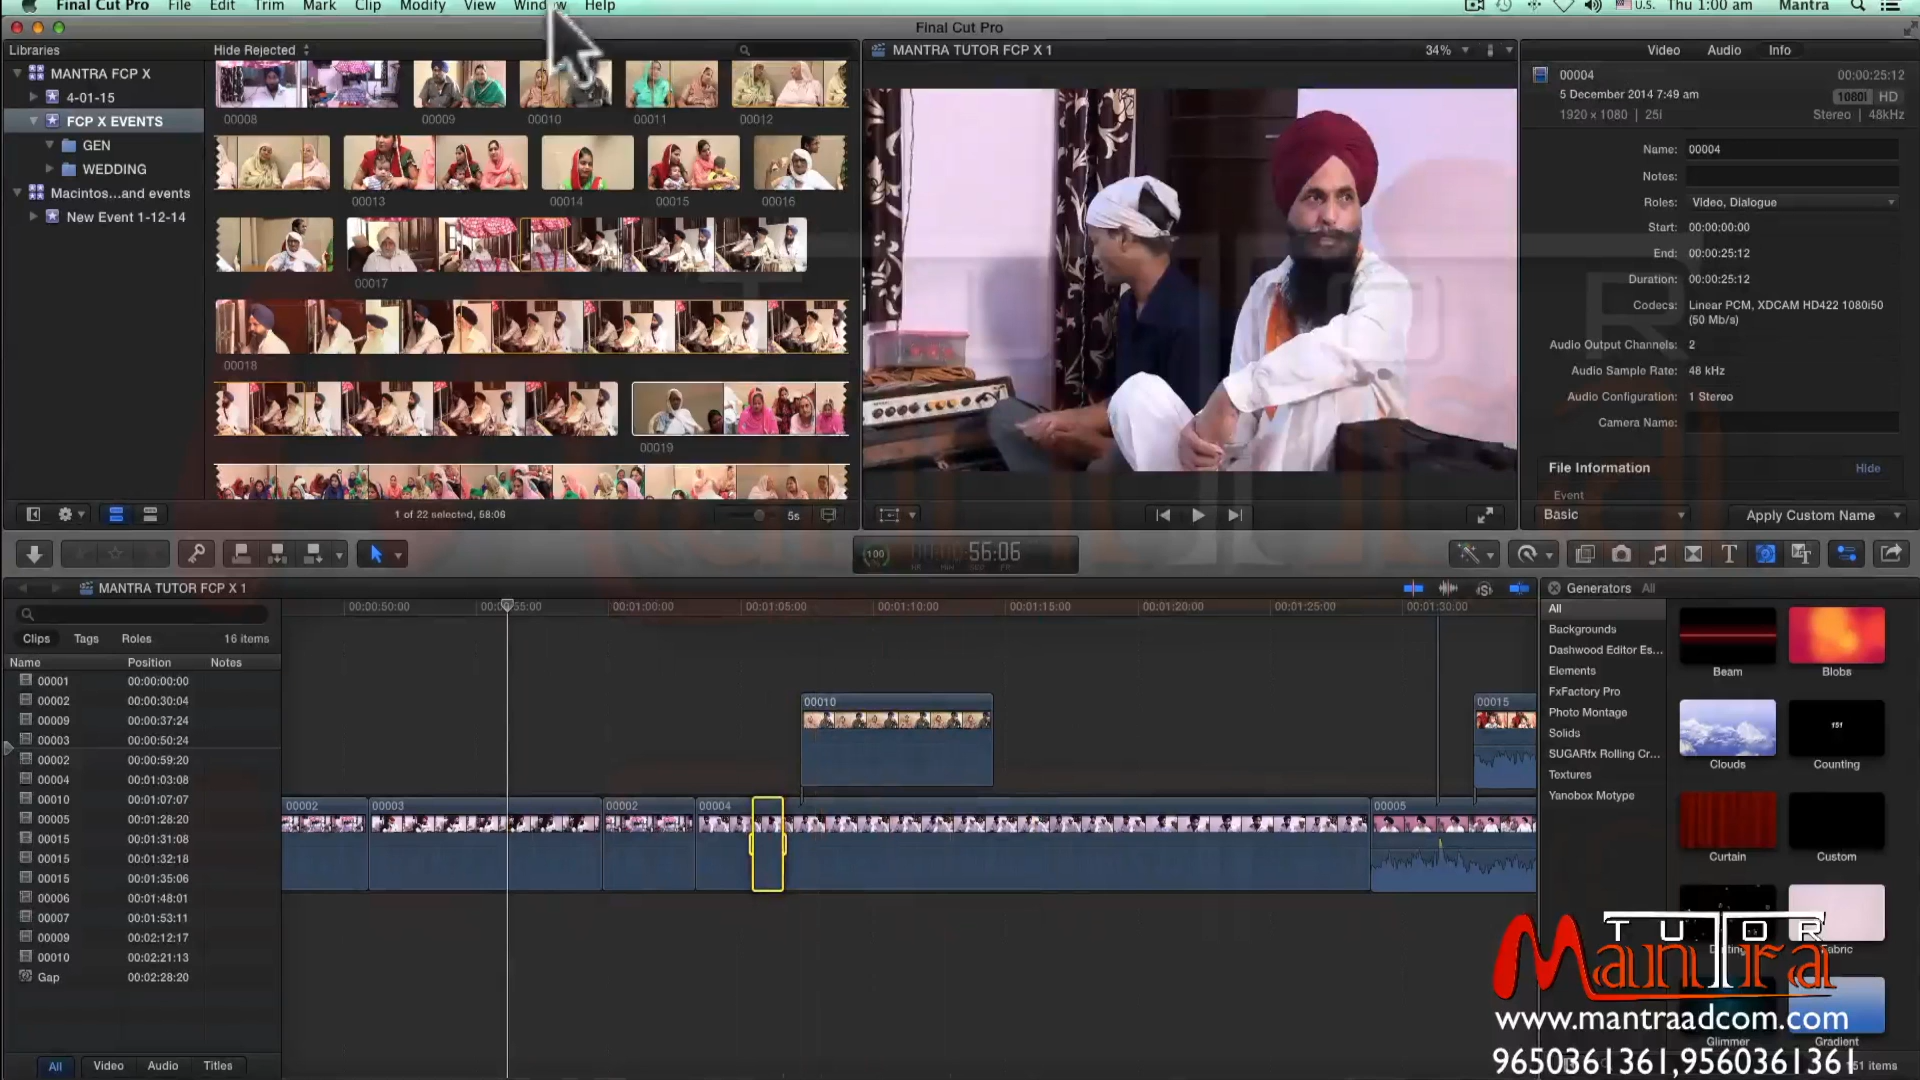 Final Cut Pro File Edit Trim Mark Clip Modify View Window Help U.S. Thu 1:00 am Mantra
Final Cut Pro
Libraries
MANTRA FCP X
4-01-15
FCP X EVENTS
GEN
WEDDING
Macintos...and events
New Event 1-12-14
Hide Rejected
00008 00009 00010 00011 00012
00013 00014 00015 00016
00017
00018
00019
1 of 22 selected, 58:06
5s
MANTRA TUTOR FCP X 1
34%
Video Audio Info
00004 00:00:25:12
5 December 2014 7:49 am 1080i HD
1920 x 1080 | 25i Stereo | 48kHz
Name: 00004
Notes:
Roles: Video, Dialogue
Start: 00:00:00:00
End: 00:00:25:12
Duration: 00:00:25:12
Codecs: Linear PCM, XDCAM HD422 1080i50
(50 Mb/s)
Audio Output Channels: 2
Audio Sample Rate: 48 kHz
Audio Configuration: 1 Stereo
Camera Name:
File Information Hide
Event
Basic
Apply Custom Name
100
56:06
MANTRA TUTOR FCP X 1
Clips Tags Roles 16 items
Name Position Notes
00001 00:00:00:00
00002 00:00:30:04
00009 00:00:37:24
00003 00:00:50:24
00002 00:00:59:20
00004 00:01:03:08
00010 00:01:07:07
00005 00:01:28:20
00015 00:01:31:08
00015 00:01:32:18
00015 00:01:35:06
00006 00:01:48:01
00007 00:01:53:11
00009 00:02:12:17
00010 00:02:21:13
Gap 00:02:28:20
All Video Audio Titles
00:00:50:00 00:00:55:00 00:01:00:00 00:01:05:00 00:01:10:00 00:01:15:00 00:01:20:00 00:01:25:00 00:01:30:00
00010
00015
00002
00003
00002
00004
00005
Generators All
All
Backgrounds
Dashwood Editor Es...
Elements
FxFactory Pro
Photo Montage
Solids
SUGARfx Rolling Cr...
Textures
Yanobox Motype
Beam Blobs
151
Clouds Counting
Curtain Custom
Fabric
Glimmer Gradient
TUTOR
Mantra
www.mantraadcom.com
9650361361,9560361361
items